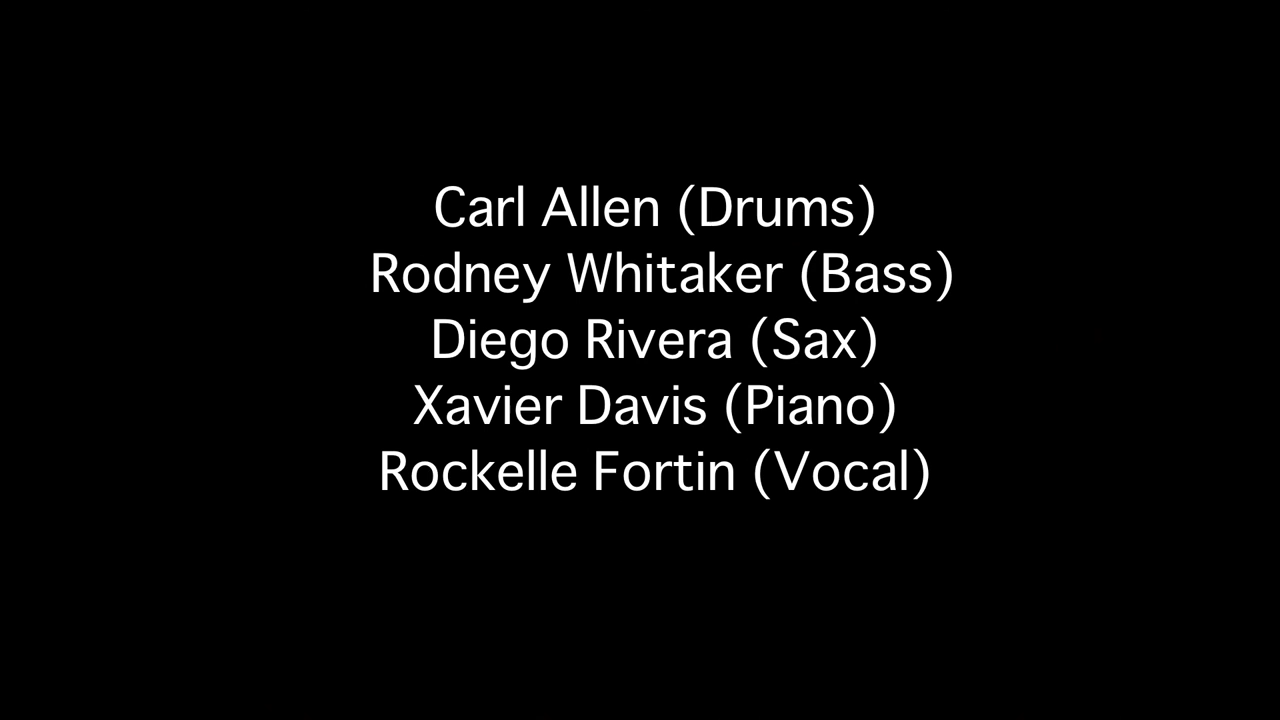 Carl Allen (Drums)
Rodney Whitaker (Bass)
Diego Rivera (Sax)
Xavier Davis (Piano)
Rockelle Fortin (Vocal)